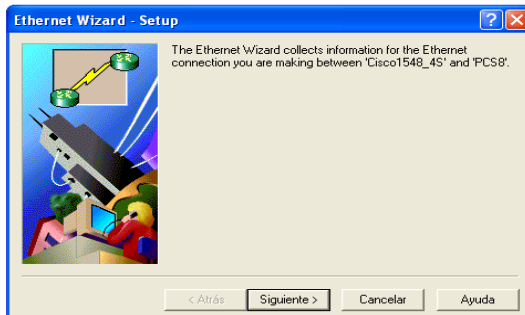 Ethernet Wizard - Setup
The Ethernet Wizard collects information for the Ethernet
connection you are making between 'Cisco1548_4S' and 'PCS8'.
< Atrás
Siguiente >
Cancelar
Ayuda